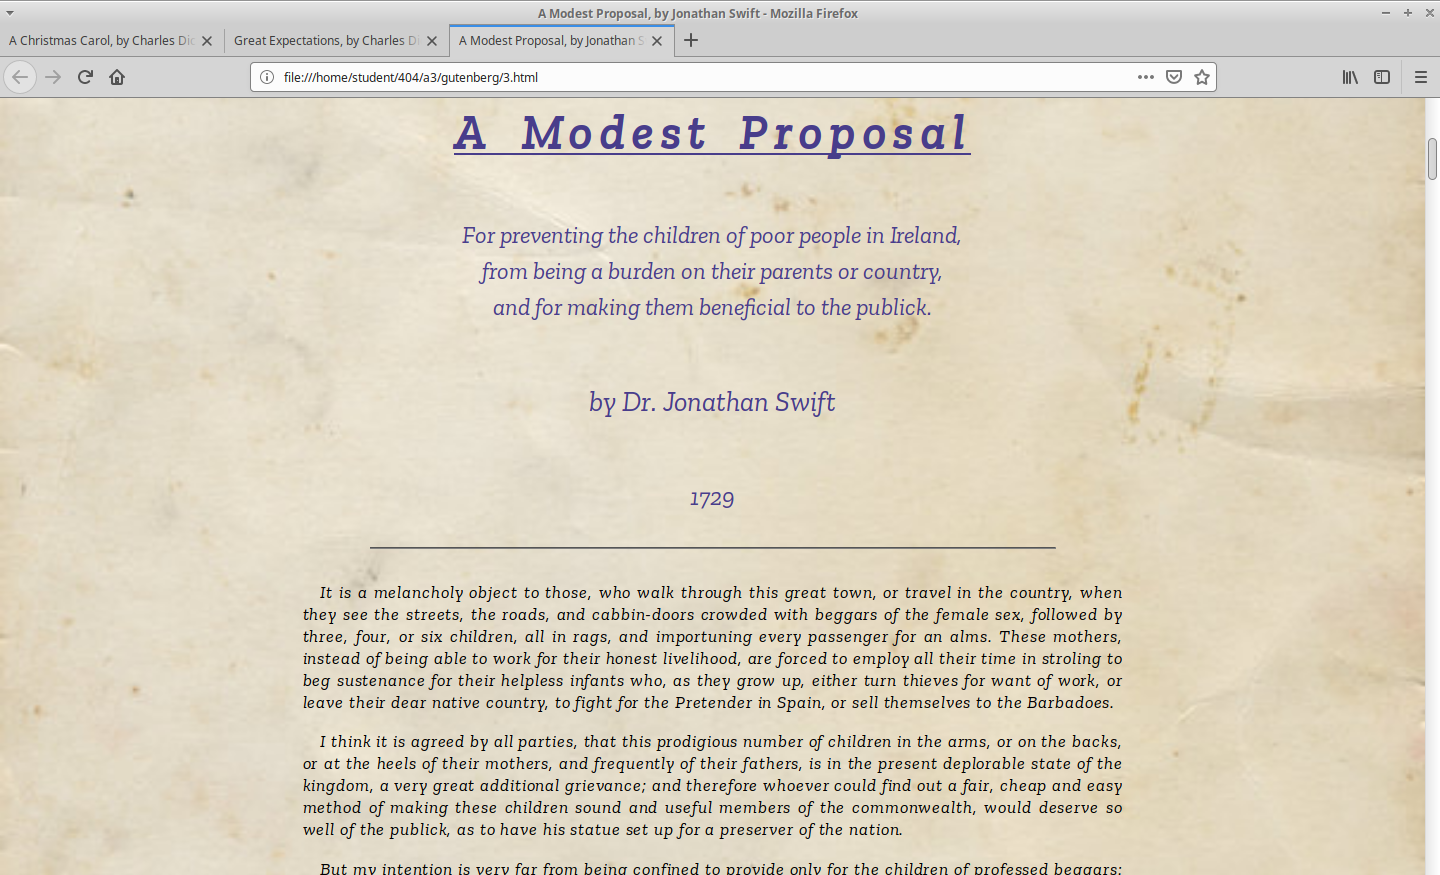 A Modest Proposal, by Jonathan Swift - Mozilla Firefox
A Christmas Carol, by Charles Dic
Great Expectations, by Charles D
A Modest Proposal, by Jonathan S
file:///home/student/404/a3/gutenberg/3.html
A Modest Proposal
For preventing the children of poor people in Ireland,
from being a burden on their parents or country,
and for making them beneficial to the publick.
by Dr. Jonathan Swift
1729
It is a melancholy object to those, who walk through this great town, or travel in the country, when
they see the streets, the roads, and cabbin-doors crowded with beggars of the female sex, followed by
three, four, or six children, all in rags, and importuning every passenger for an alms. These mothers,
instead of being able to work for their honest livelihood, are forced to employ all their time in stroling to
beg sustenance for their helpless infants who, as they grow up, either turn thieves for want of work, or
leave their dear native country, to fight for the Pretender in Spain, or sell themselves to the Barbadoes.
I think it is agreed by all parties, that this prodigious number of children in the arms, or on the backs,
or at the heels of their mothers, and frequently of their fathers, is in the present deplorable state of the
kingdom, a very great additional grievance; and therefore whoever could find out a fair, cheap and easy
method of making these children sound and useful members of the commonwealth, would deserve so
well of the publick, as to have his statue set up for a preserver of the nation.
But my intention is very far from being confined to provide only for the children of professed beggars;